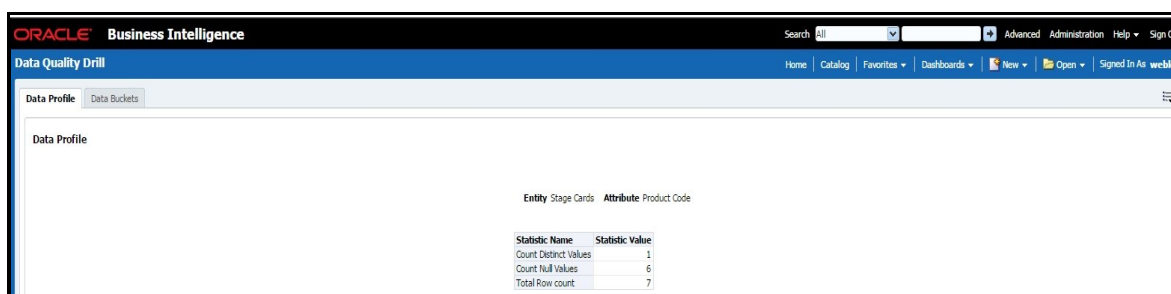 ORACLE Business Intelligence Search All Advanced Administration Help Sign
Data Quality Drill Home Catalog Favorites Dashboards New Open Signed In As
Data Profile Data Buckets
Data Profile
Entity Stage Cards Attribute Product Code
Statistic Name Statistic Value
Count Distinct Values 1
Count Null Values 6
Total Row count 7